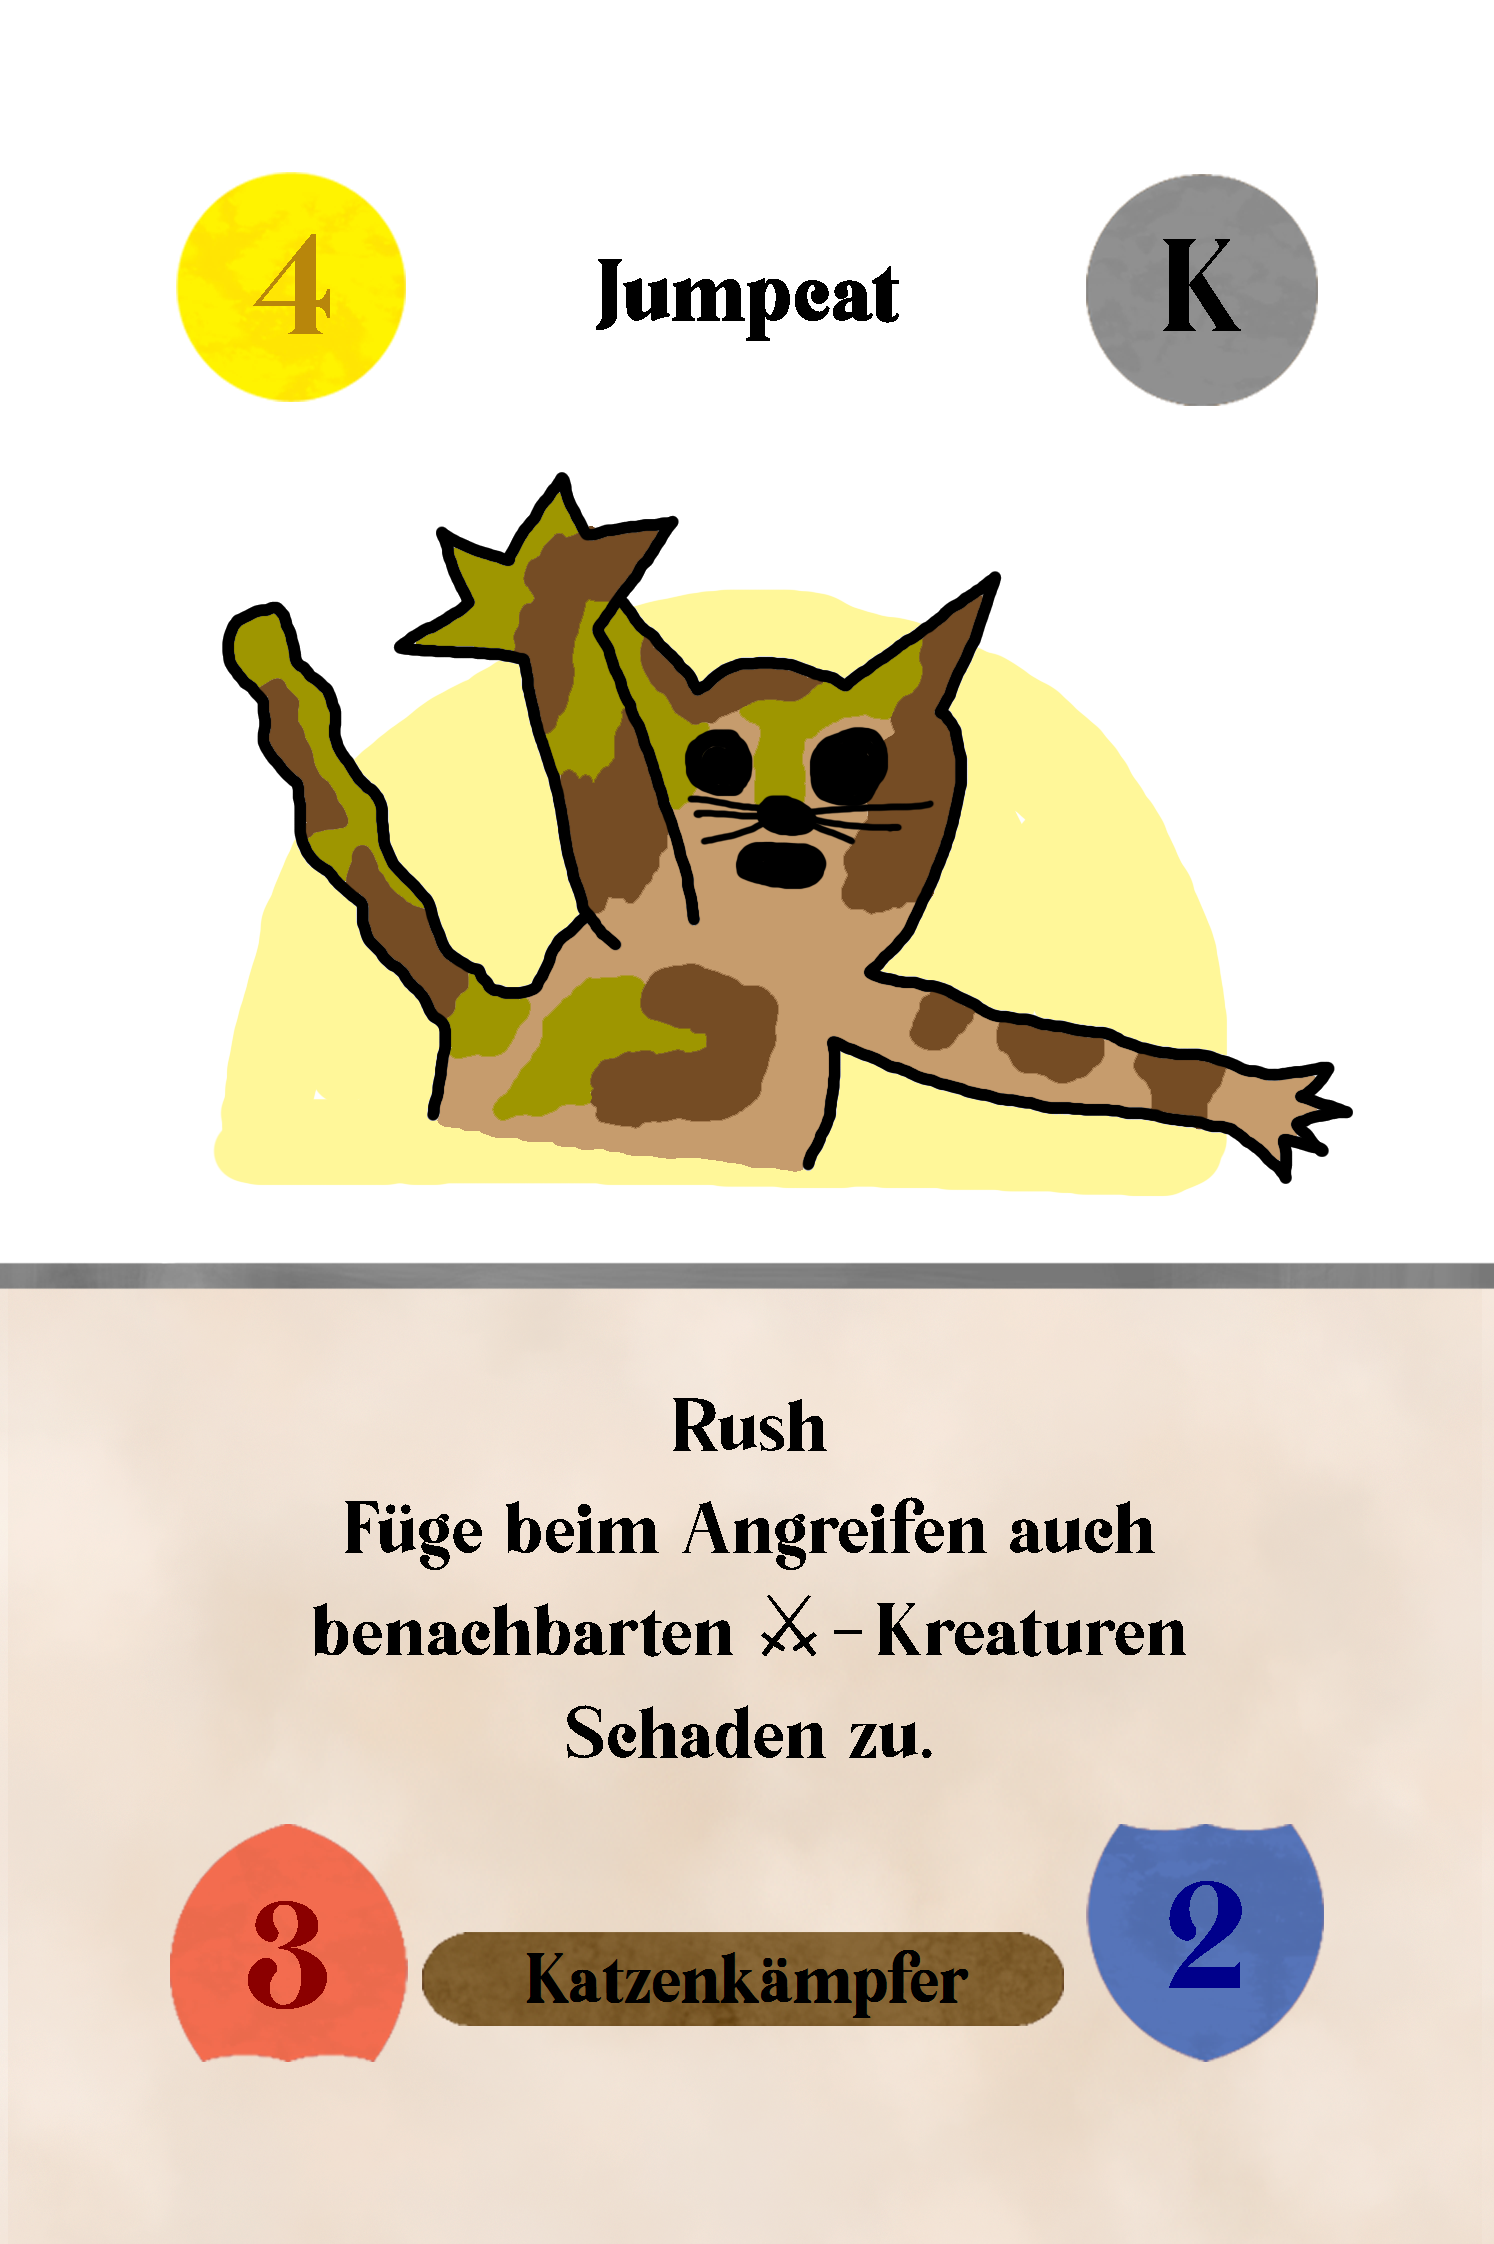 4 Jumpcat K
Rush
Füge beim Angreifen auch
benachbarten ⚔-Kreaturen
Schaden zu.
3 Katzenkämpfer 2